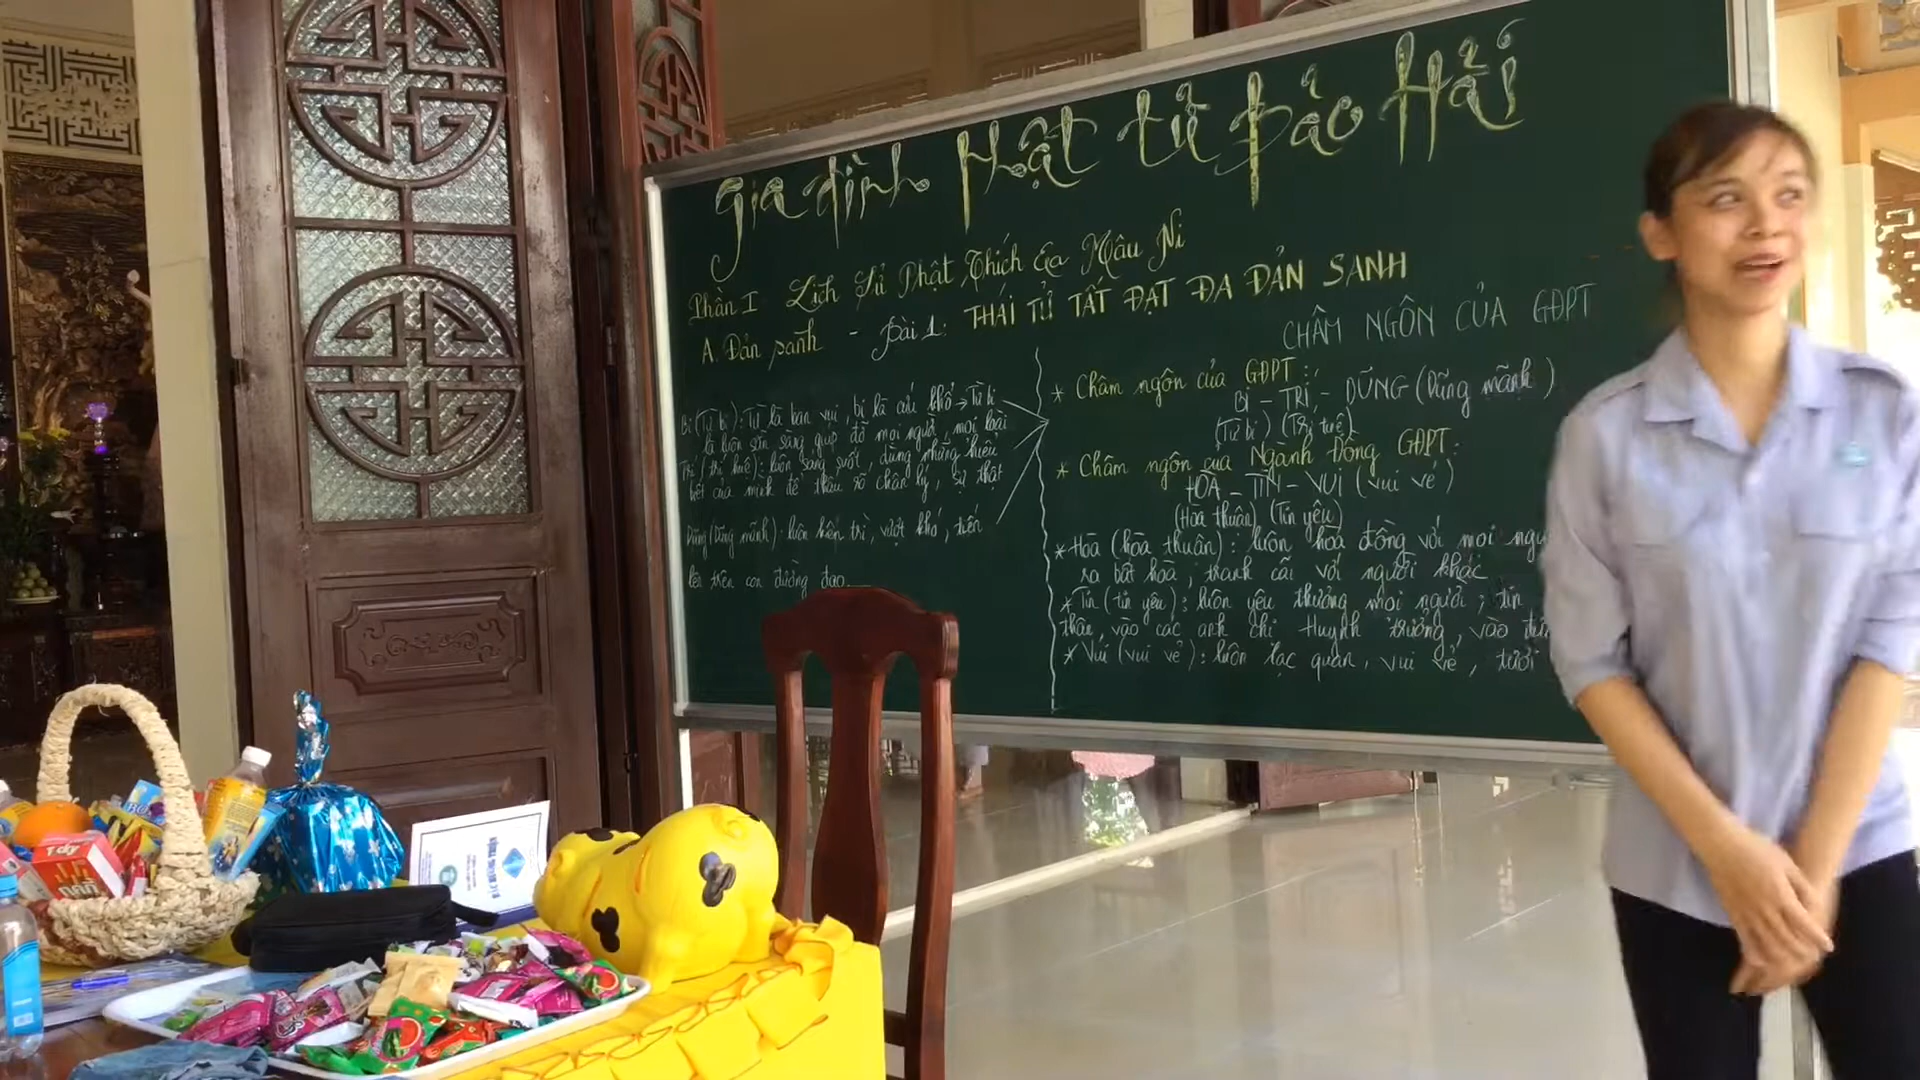 Gia đình Phật tử Bảo Hải
Phần I Lịch Sử Phật Thích Ca Mâu Ni
A. Đản sanh - Bài 1: THÁI TỬ TẤT ĐẠT ĐA ĐẢN SANH
CHÂM NGÔN CỦA GĐPT
Bi (Từ bi): Từ là ban vui, bi là cứu khổ → Từ bi
là luôn sẵn sàng giúp đỡ mọi người, mọi loài
Trí (trí huệ): luôn sáng suốt, dùng những hiểu
biết của mình để thấu rõ chân lý, sự thật
Dũng (Dũng mãnh): luôn kiên trì, vượt khó, tiến
lên trên con đường đạo.
* Châm ngôn của GĐPT:
BI - TRÍ - DŨNG (Dũng mãnh)
(Từ bi) (Trí tuệ)
* Châm ngôn của Ngành Đồng GĐPT:
HÒA - TIN - VUI (vui vẻ)
(Hòa thuận) (Tin yêu)
* Hòa (hòa thuận): luôn hòa đồng với mọi ngư
ra bất hòa, tranh cãi với người khác
* Tin (tin yêu): luôn yêu thương mọi người; tin
thân, vào các anh chị Huynh trưởng, vào
* Vui (vui vẻ): luôn lạc quan, vui vẻ, tươi